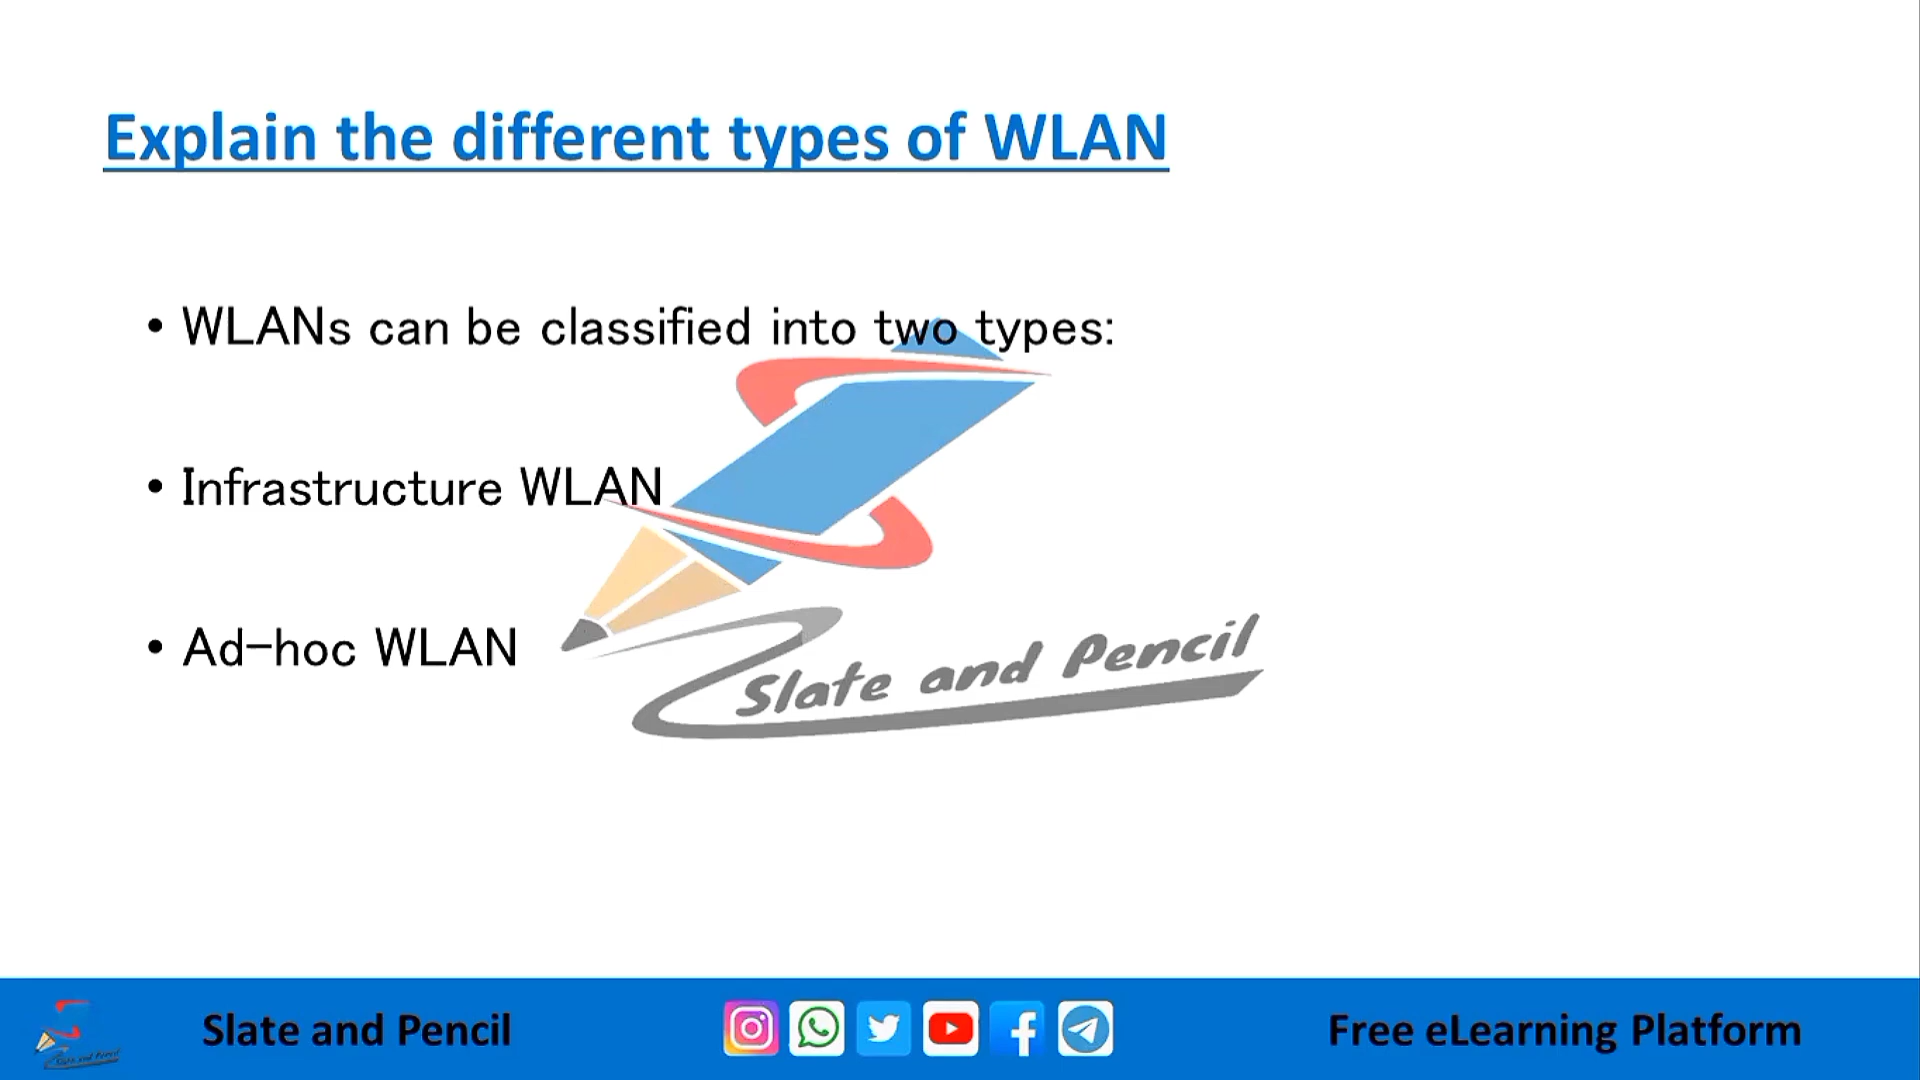 Explain the different types of WLAN
• WLANs can be classified into two types:
• Infrastructure WLAN
• Ad-hoc WLAN
Slate and Pencil
Slate and Pencil
Free eLearning Platform